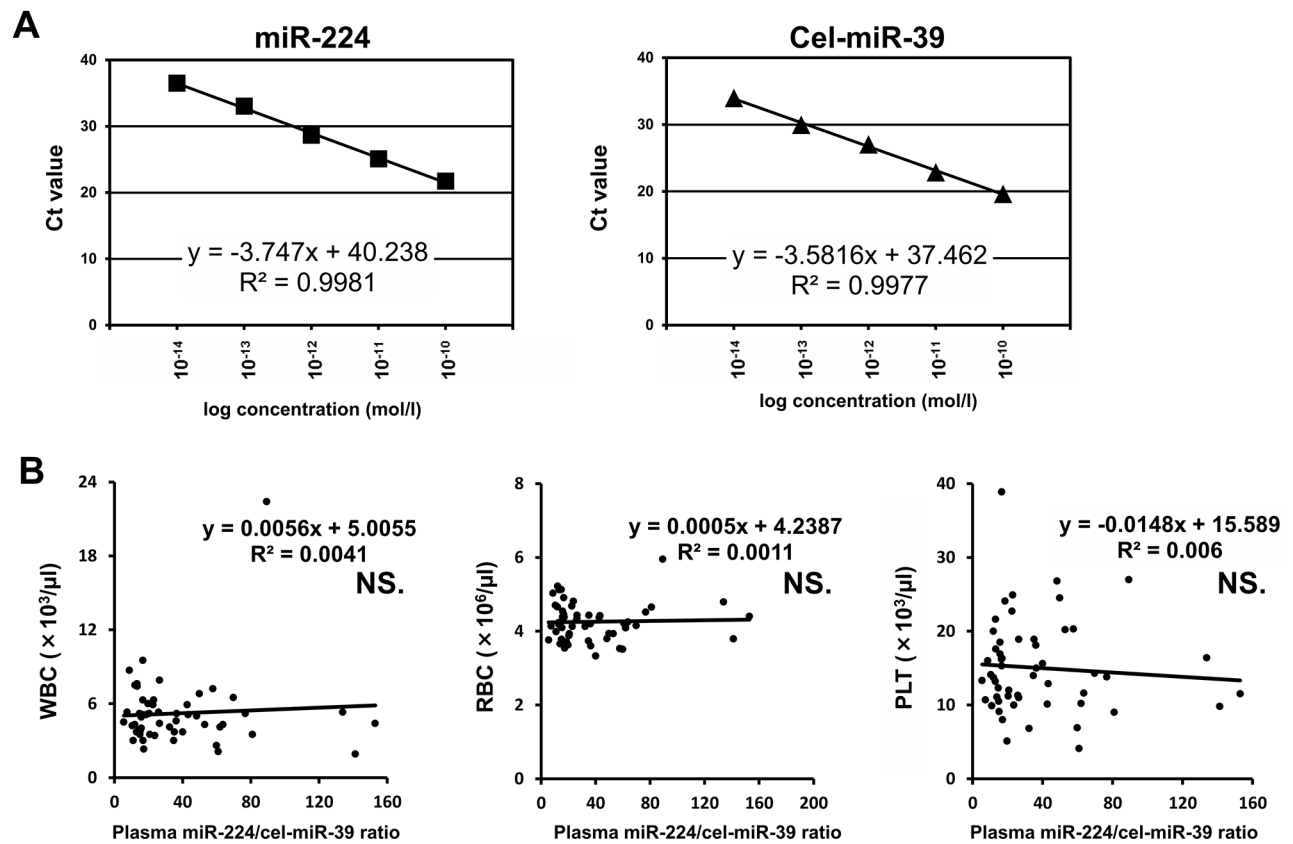 A
miR-224
40
30
20
10
0
Ct value
y = -3.747x + 40.238
R² = 0.9981
10-14
10-13
10-12
10-11
10-10
log concentration (mol/l)
Cel-miR-39
40
30
20
10
0
Ct value
y = -3.5816x + 37.462
R² = 0.9977
10-14
10-13
10-12
10-11
10-10
log concentration (mol/l)
B
24
18
12
6
0
WBC (×10³/μl)
y = 0.0056x + 5.0055
R² = 0.0041
NS.
0 40 80 120 160
Plasma miR-224/cel-miR-39 ratio
8
6
4
2
0
RBC (×10⁶/μl)
y = 0.0005x + 4.2387
R² = 0.0011
NS.
0 40 80 120 160 200
Plasma miR-224/cel-miR-39 ratio
40
30
20
10
0
PLT (×10³/μl)
y = -0.0148x + 15.589
R² = 0.006
NS.
0 40 80 120 160
Plasma miR-224/cel-miR-39 ratio